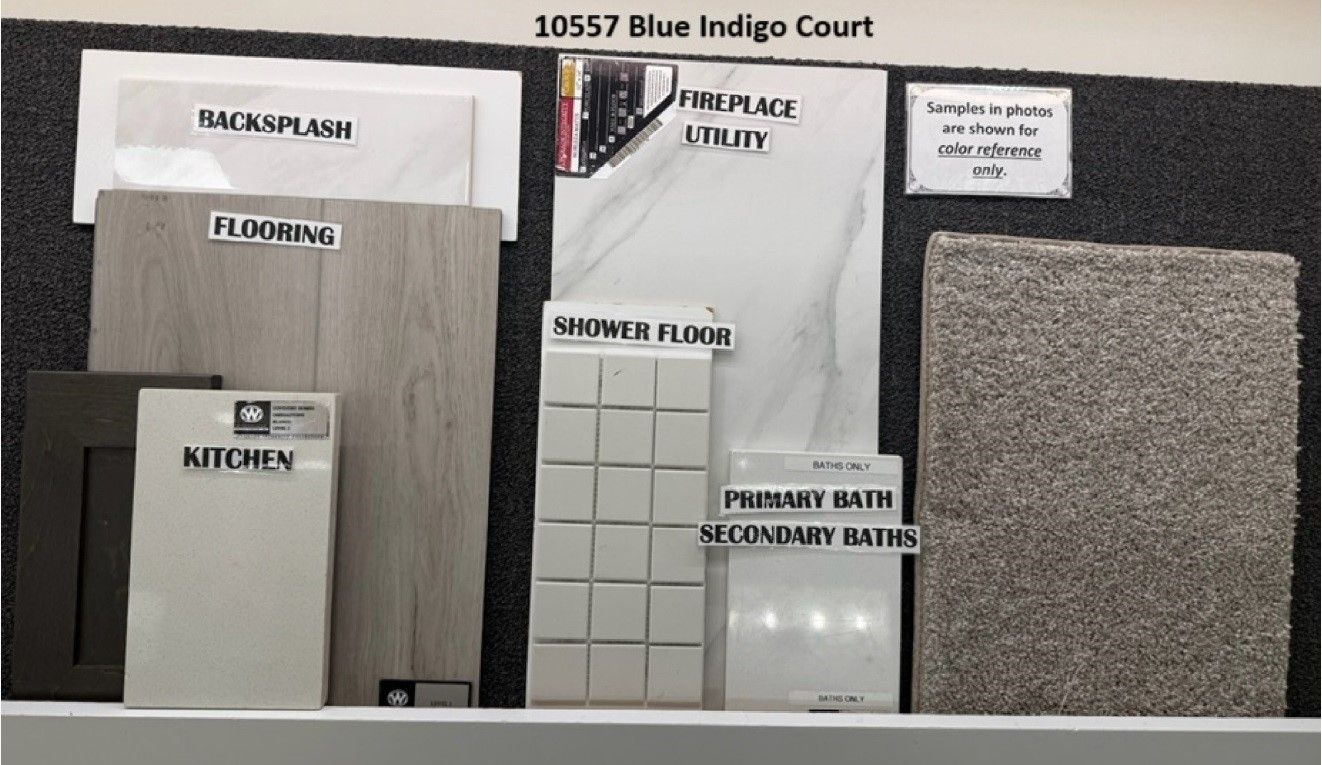 10557 Blue Indigo Court
BACKSPLASH
FLOORING
KITCHEN
W
LEVEL
W
FIREPLACE
UTILITY
SHOWER FLOOR
BATHS ONLY
PRIMARY BATH
SECONDARY BATHS
BATHS ONLY
Samples in photos
are shown for
color reference
only.